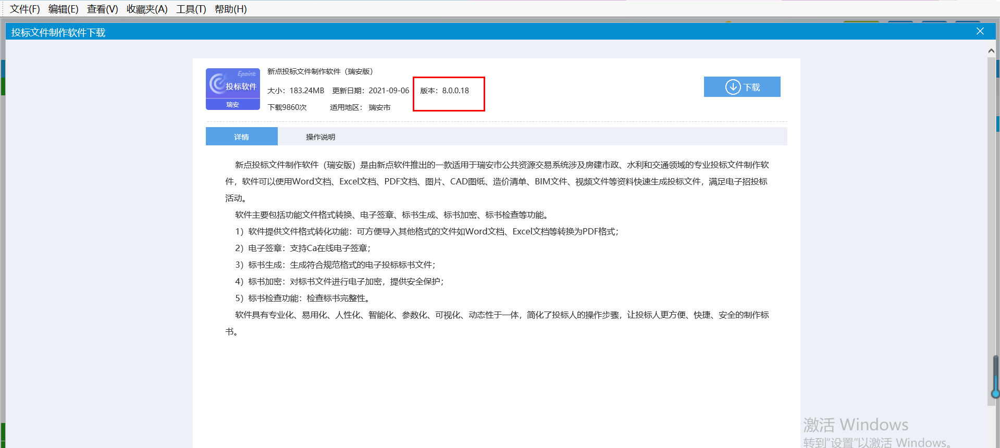 文件(F) 编辑(E) 查看(V) 收藏夹(A) 工具(T) 帮助(H)
投标文件制作软件下载
Epoint
投标软件
瑞安
新点投标文件制作软件（瑞安版）
大小：183.24MB 更新日期：2021-09-06 版本：8.0.0.18
下载9860次 适用地区： 瑞安市
下载
详情 操作说明
新点投标文件制作软件（瑞安版）是由新点软件推出的一款适用于瑞安市公共资源交易系统涉及房建市政、水利和交通领域的专业投标文件制作软
件，软件可以使用Word文档、Excel文档、PDF文档、图片、CAD图纸、造价清单、BIM文件、视频文件等资料快速生成投标文件，满足电子招投标
活动。
软件主要包括功能文件格式转换、电子签章、标书生成、标书加密、标书检查等功能。
1）软件提供文件格式转化功能：可方便导入其他格式的文件如Word文档、Excel文档等转换为PDF格式；
2）电子签章：支持Ca在线电子签章；
3）标书生成：生成符合规范格式的电子投标标书文件；
4）标书加密：对标书文件进行电子加密，提供安全保护；
5）标书检查功能：检查标书完整性。
软件具有专业化、易用化、人性化、智能化、参数化、可视化、动态性于一体，简化了投标人的操作步骤，让投标人更方便、快捷、安全的制作标
书。
激活 Windows
转到“设置”以激活 Windows。